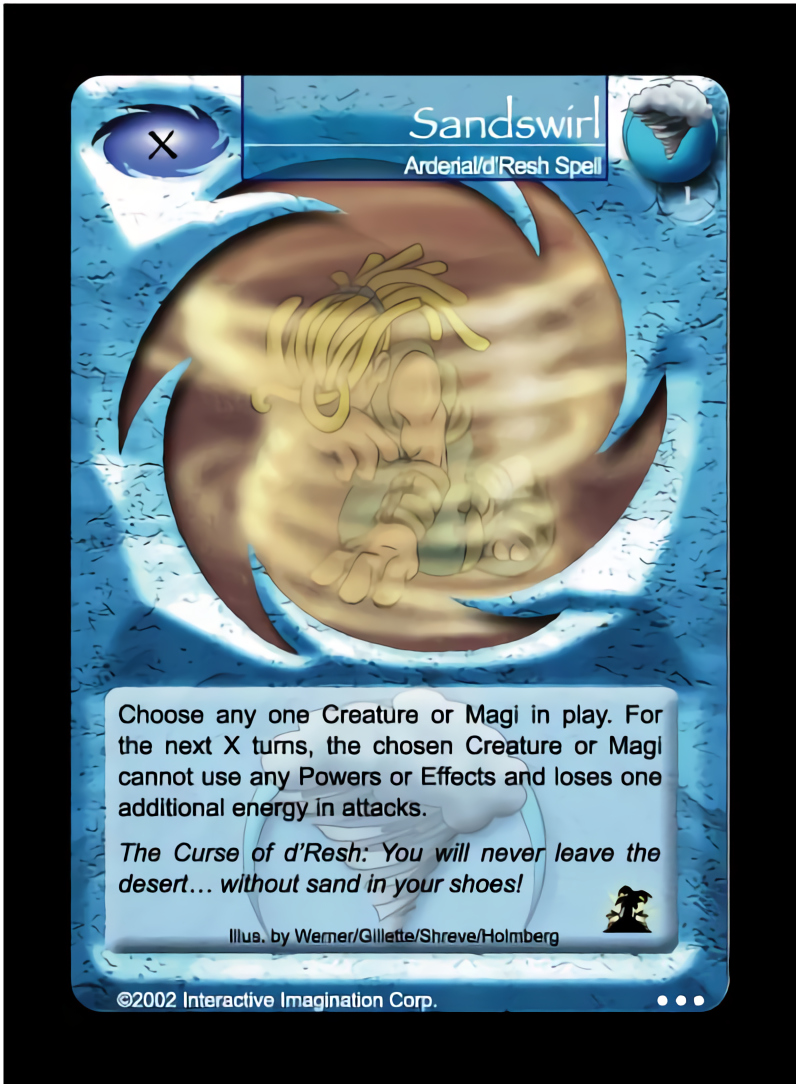 X
Sandswirl
Arderial/d'Resh Spell
Choose any one Creature or Magi in play. For
the next X turns, the chosen Creature or Magi
cannot use any Powers or Effects and loses one
additional energy in attacks.
The Curse of d'Resh: You will never leave the
desert... without sand in your shoes!
Illus. by Werner/Gillette/Shreve/Holmberg
©2002 Interactive Imagination Corp.